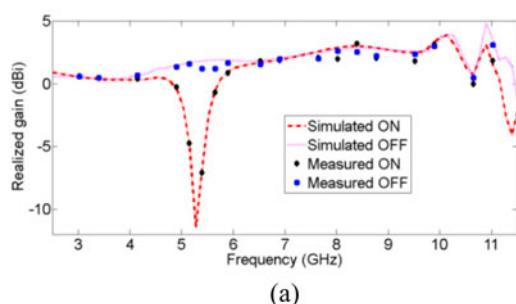 5
0
-5
-10
Realized gain (dBi)
Simulated ON
Simulated OFF
Measured ON
Measured OFF
3 4 5 6 7 8 9 10 11
Frequency (GHz)
(a)